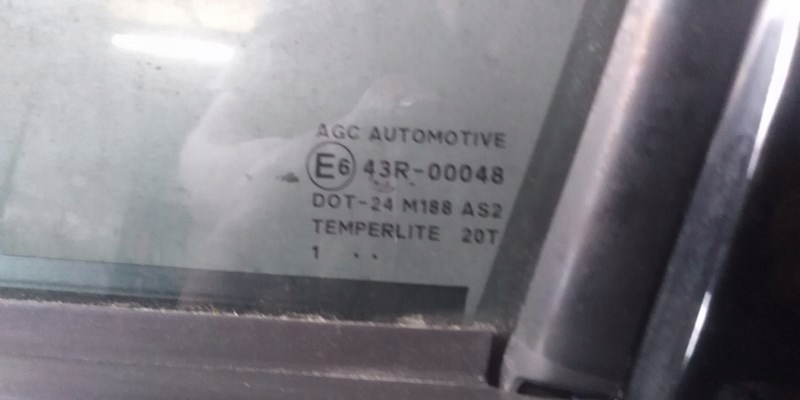 AGC AUTOMOTIVE
E6 43R-00048
DOT-24 M188 AS2
TEMPERLITE 20T
1 . .